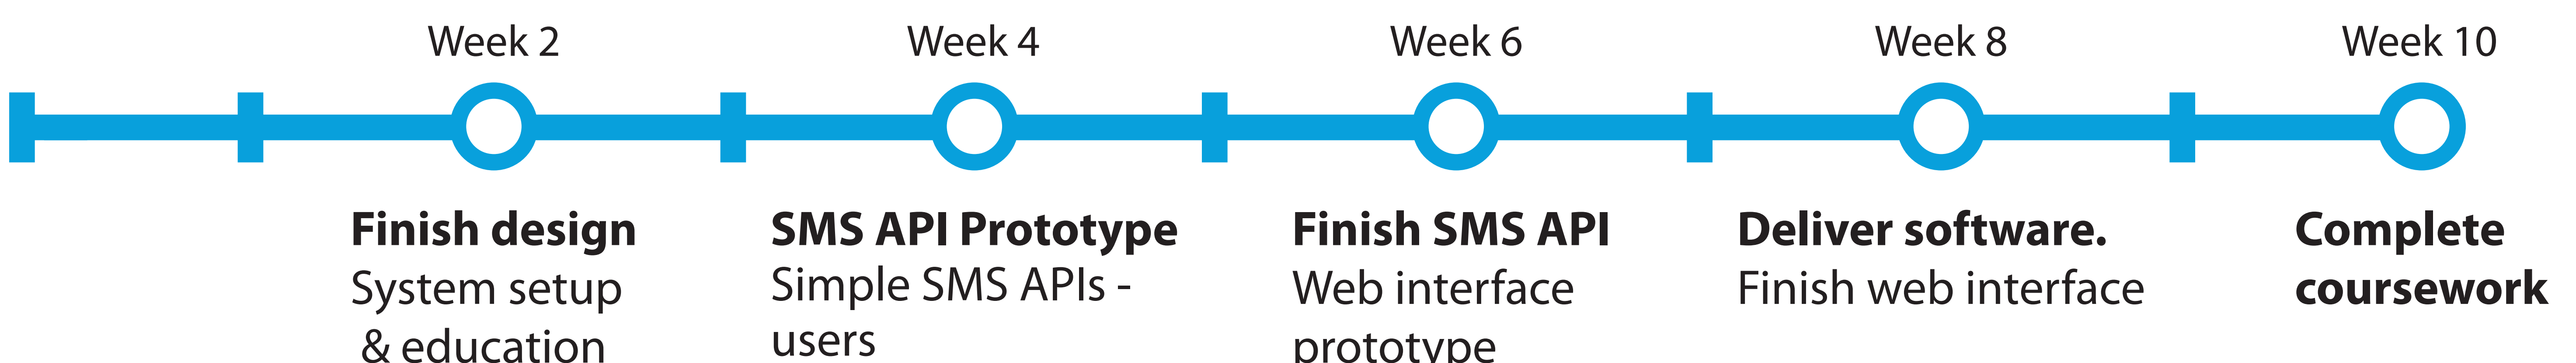 Week 2
Week 4
Week 6
Week 8
Week 10
Finish design
System setup
& education
SMS API Prototype
Simple SMS APIs -
users
Finish SMS API
Web interface
prototype
Deliver software.
Finish web interface
Complete
coursework